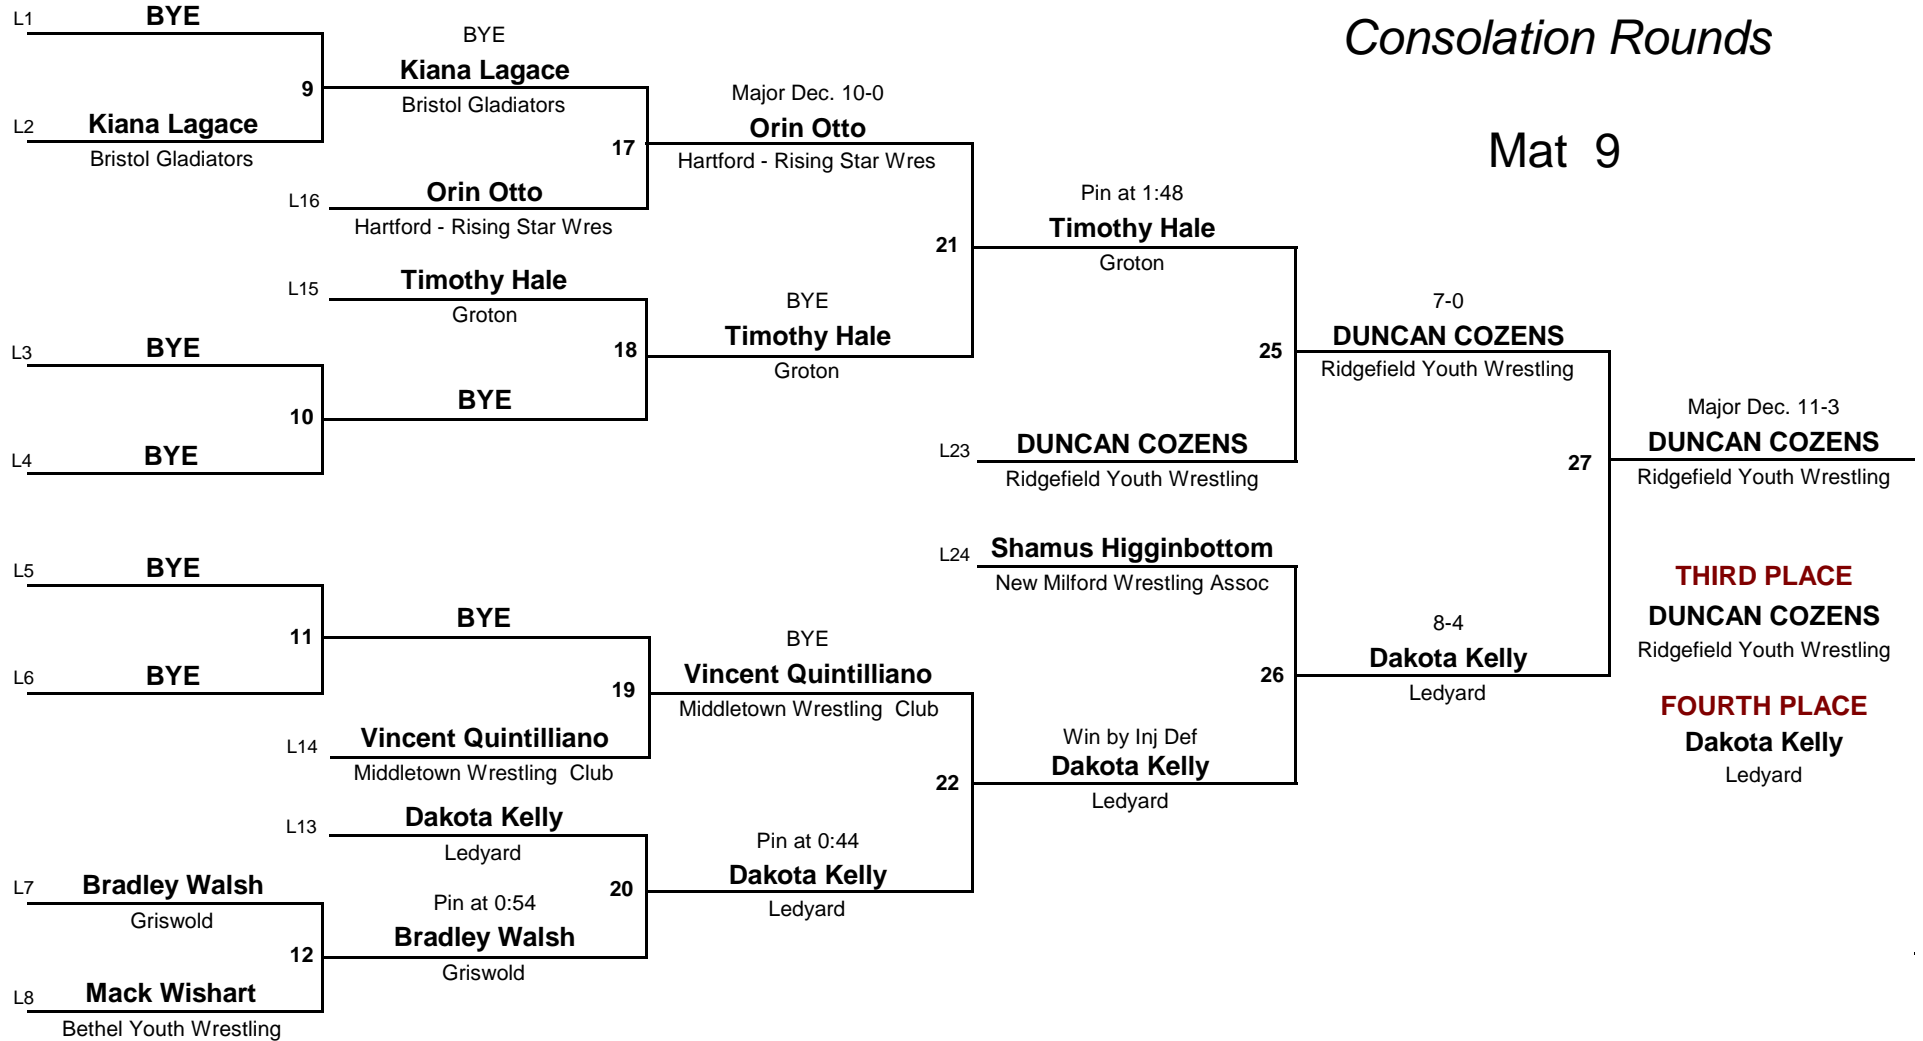 Consolation Rounds
Mat 9
L1 BYE
9
L2 Kiana Lagace
Bristol Gladiators
L3 BYE
10
L4 BYE
L5 BYE
11
L6 BYE
L7 Bradley Walsh
Griswold
12
L8 Mack Wishart
Bethel Youth Wrestling
BYE
Kiana Lagace
Bristol Gladiators
17
L16 Orin Otto
Hartford - Rising Star Wres
L15 Timothy Hale
Groton
18
BYE
BYE
19
L14 Vincent Quintilliano
Middletown Wrestling Club
L13 Dakota Kelly
Ledyard
20
Pin at 0:54
Bradley Walsh
Griswold
Major Dec. 10-0
Orin Otto
Hartford - Rising Star Wres
21
BYE
Timothy Hale
Groton
BYE
Vincent Quintilliano
Middletown Wrestling Club
22
Pin at 0:44
Dakota Kelly
Ledyard
Pin at 1:48
Timothy Hale
Groton
25
L23 DUNCAN COZENS
Ridgefield Youth Wrestling
L24 Shamus Higginbottom
New Milford Wrestling Assoc
26
Win by Inj Def
Dakota Kelly
Ledyard
7-0
DUNCAN COZENS
Ridgefield Youth Wrestling
27
8-4
Dakota Kelly
Ledyard
Major Dec. 11-3
DUNCAN COZENS
Ridgefield Youth Wrestling
THIRD PLACE
DUNCAN COZENS
Ridgefield Youth Wrestling
FOURTH PLACE
Dakota Kelly
Ledyard